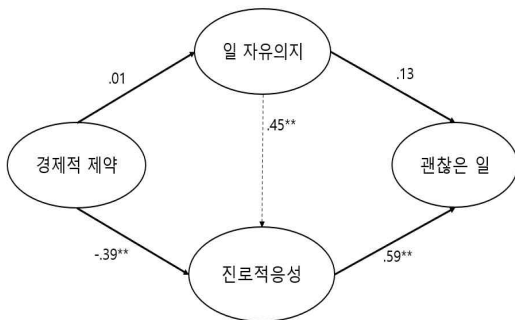 일 자유의지
.01
.13
.45**
경제적 제약
괜찮은 일
-.39**
.59**
진로적응성